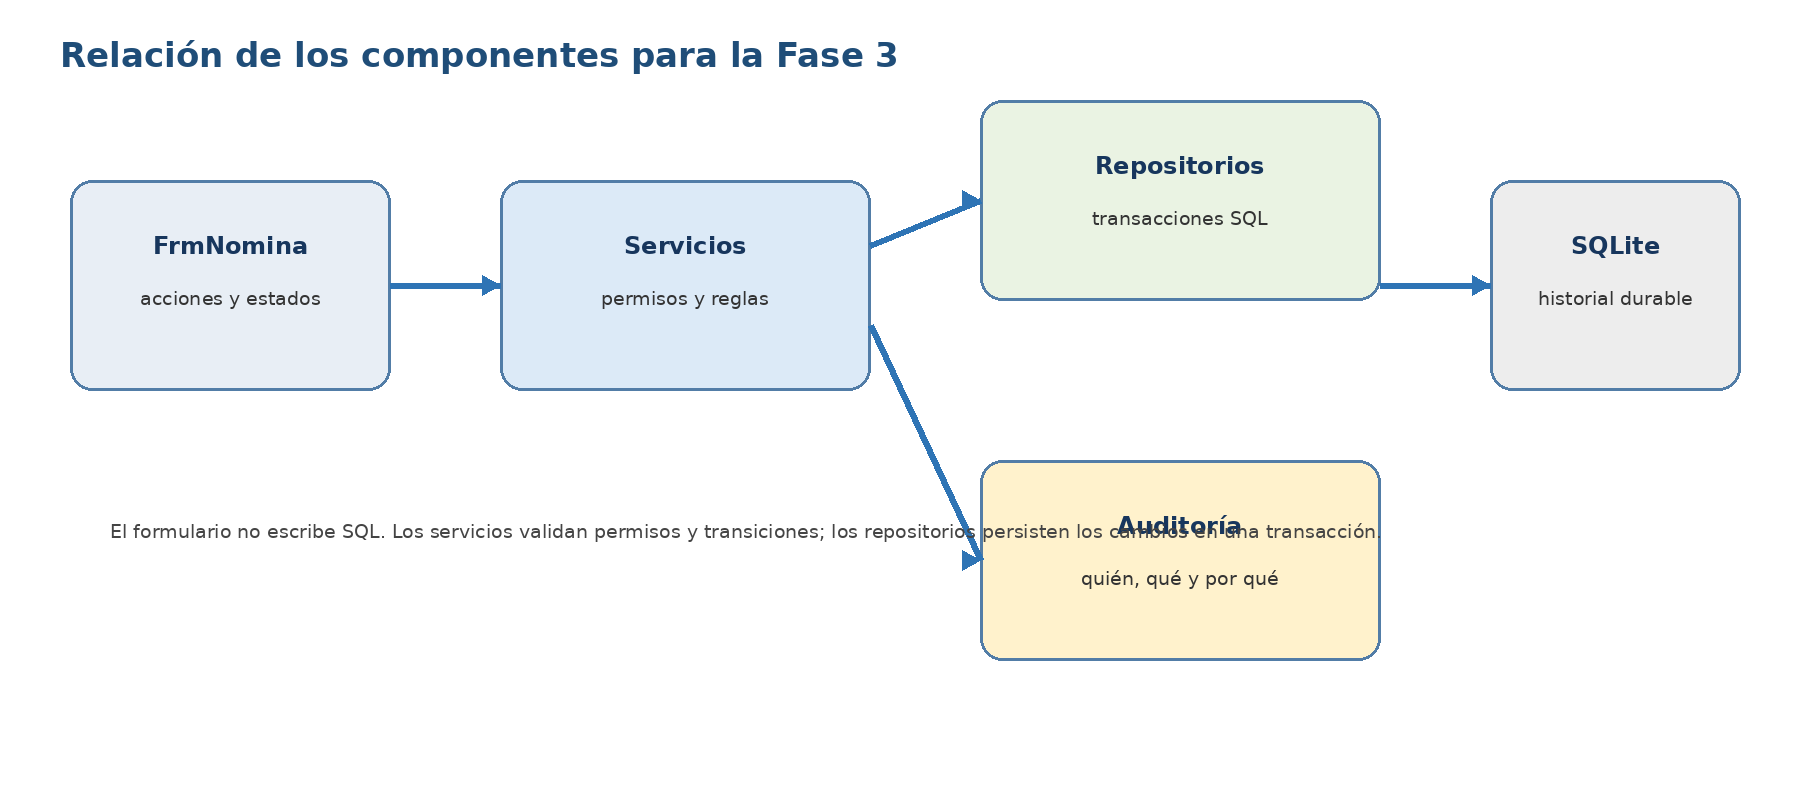 Relación de los componentes para la Fase 3
FrmNomina
acciones y estados
Servicios
permisos y reglas
Repositorios
transacciones SQL
SQLite
historial durable
Auditoría
quién, qué y por qué
El formulario no escribe SQL. Los servicios validan permisos y transiciones; los repositorios persisten los cambios en una transacción.